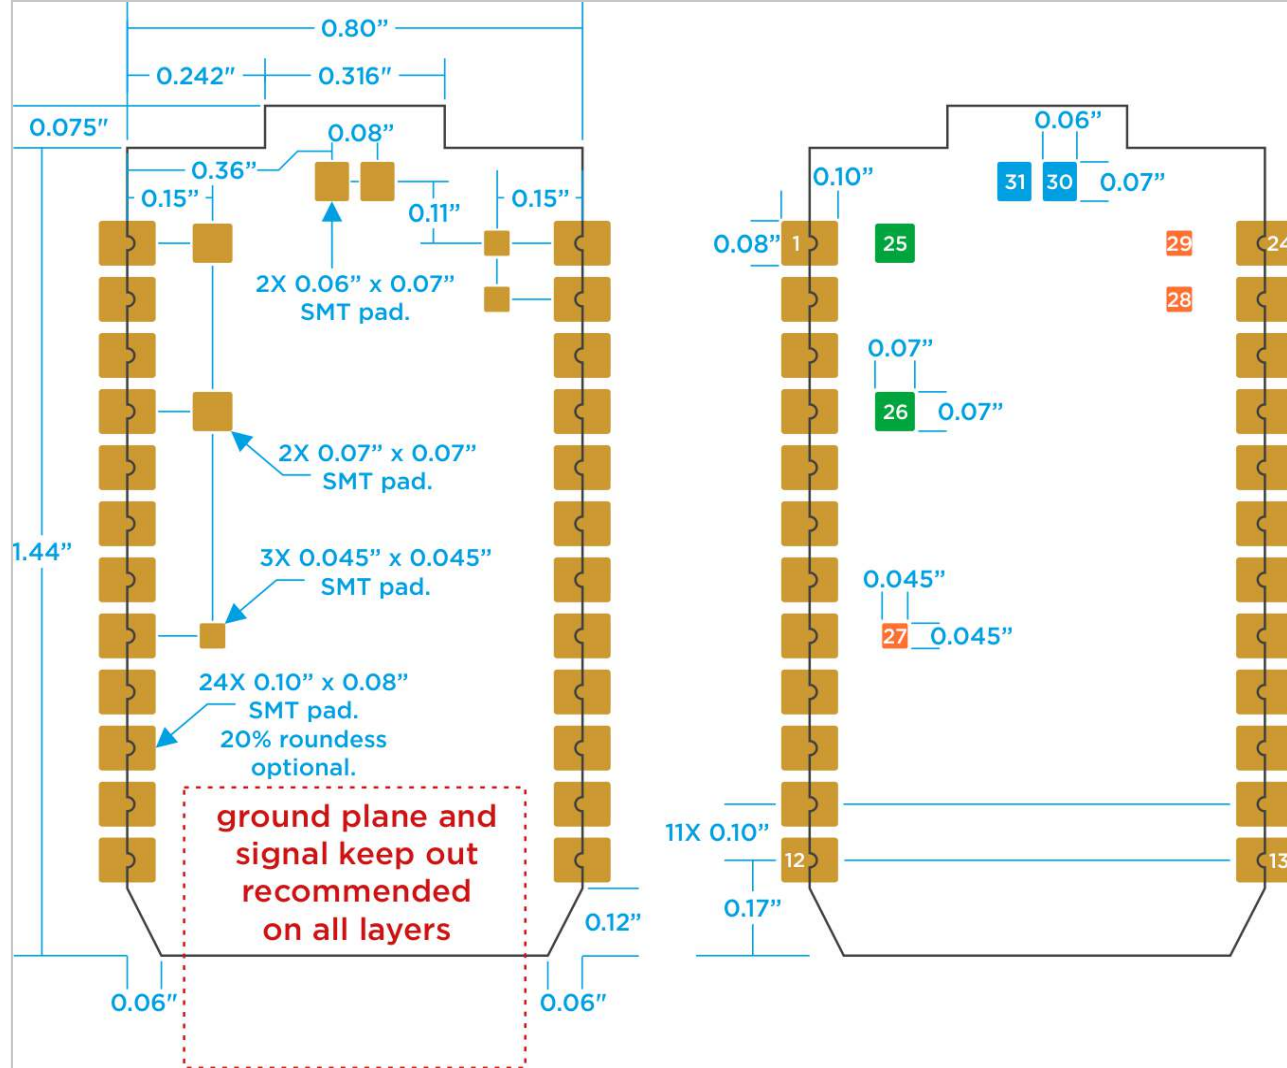 0.80”
0.242" 0.316"
0.075"
0.08”
0.36”
0.15”
0.11”
0.15”
2X 0.06” x 0.07”
SMT pad.
2X 0.07” x 0.07”
SMT pad.
1.44”
3X 0.045” x 0.045”
SMT pad.
24X 0.10” x 0.08”
SMT pad.
20% roundess
optional.
ground plane and
signal keep out
recommended
on all layers
0.12”
0.06"
0.06"
0.06”
31 30 0.07”
0.10”
0.08” 1 25 29 24
28
0.07”
26 0.07”
0.045”
27 0.045”
11X 0.10”
12 13
0.17”